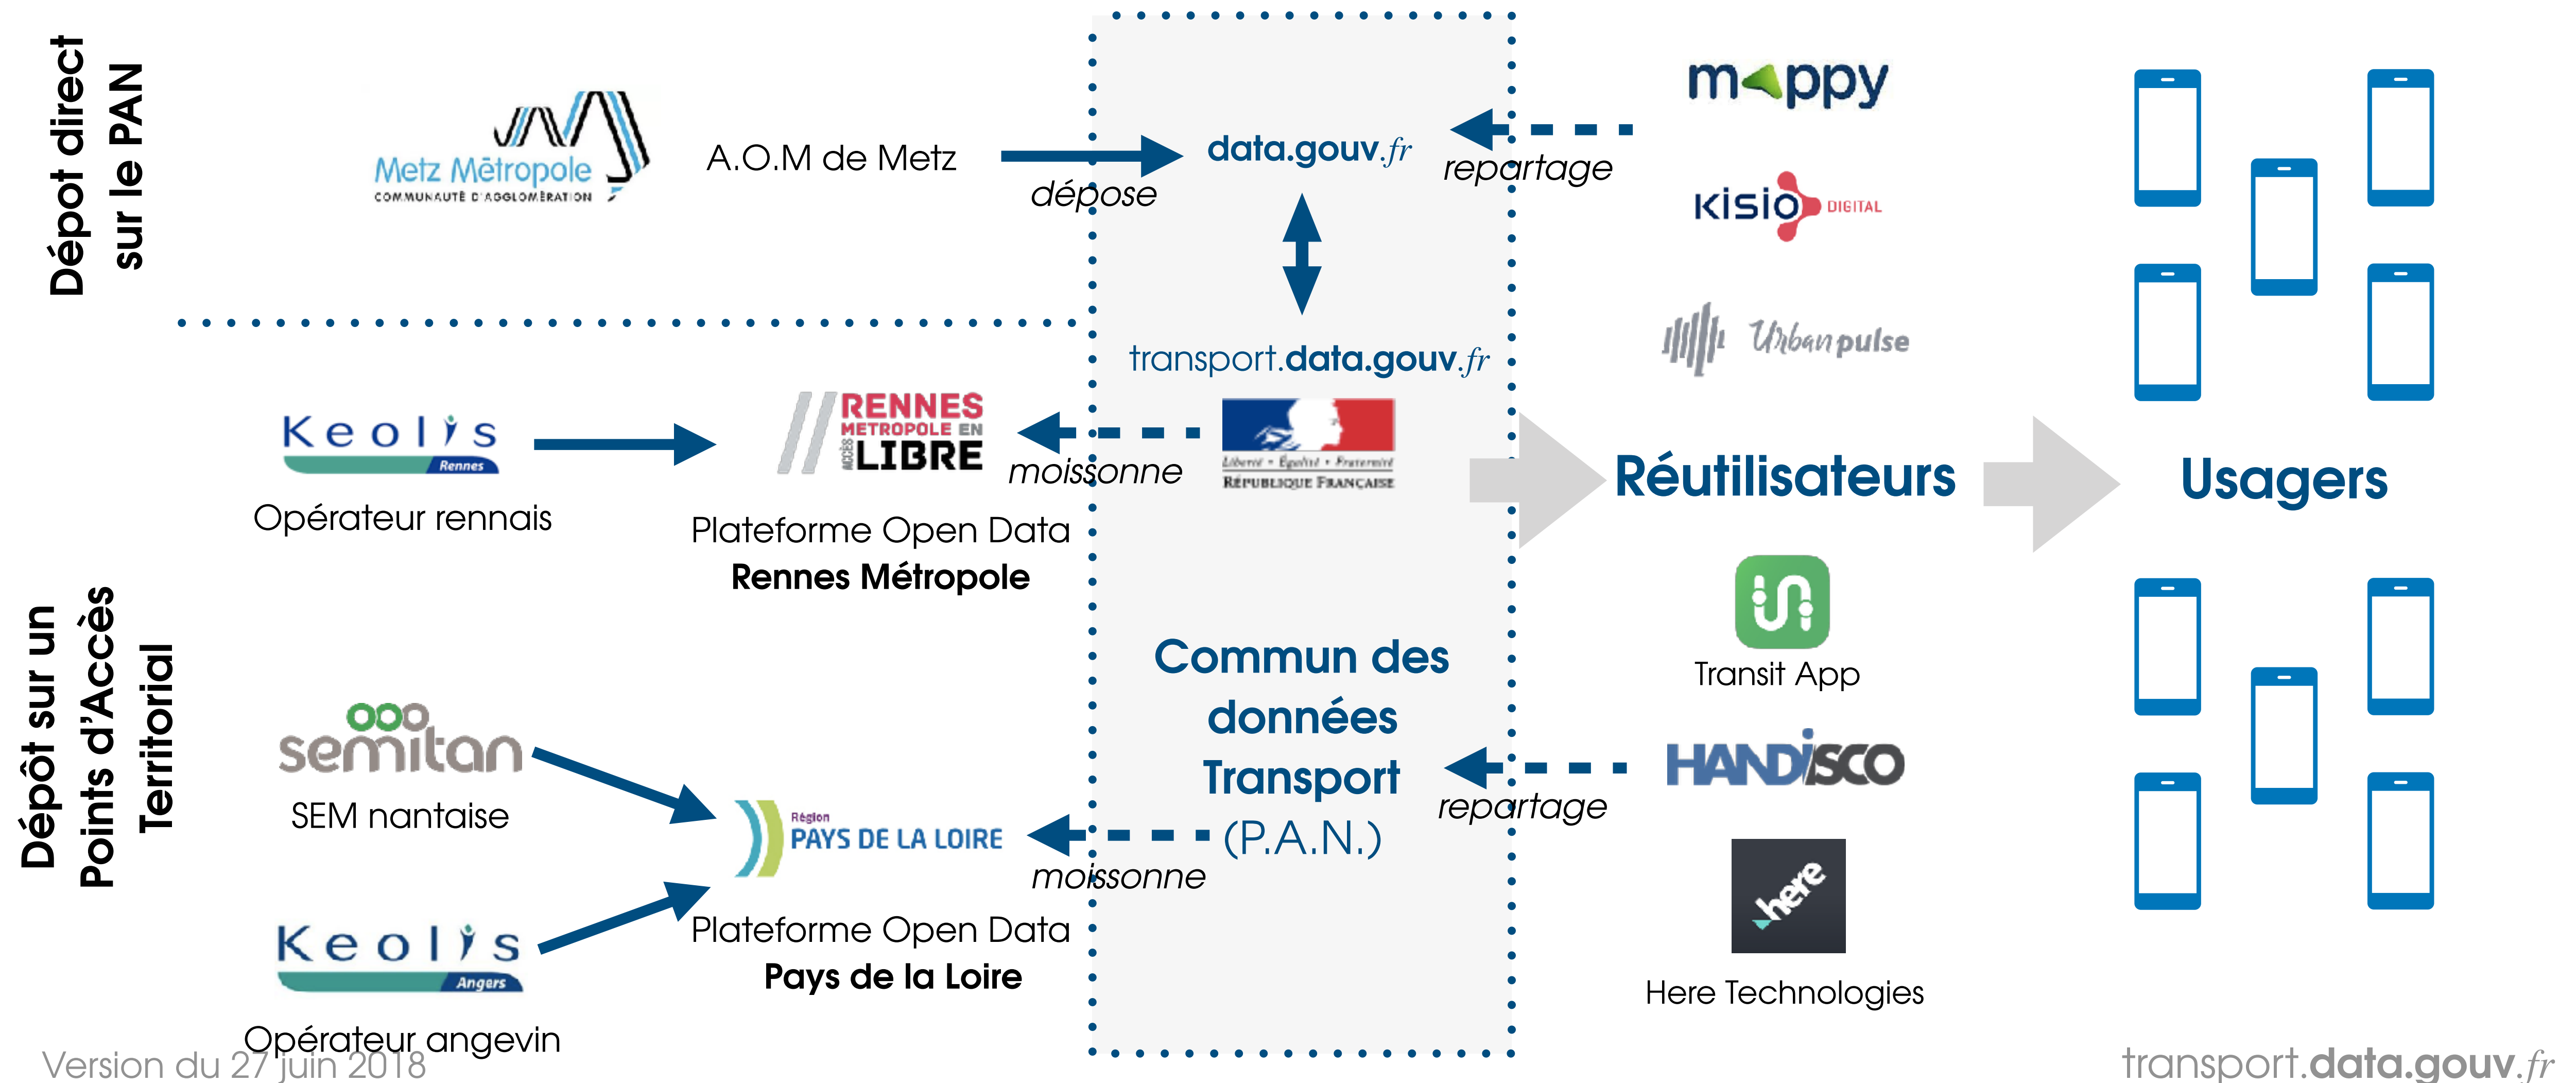 Dépot direct
sur le PAN
Metz Métropole
COMMUNAUTÉ D'AGGLOMÉRATION
A.O.M de Metz
dépose
data.gouv.fr
repartage
mappy
kisio DIGITAL
Urbanpulse
transport.data.gouv.fr
Keolis
Rennes
Opérateur rennais
RENNES
METROPOLE EN
ACCÈS
LIBRE
Plateforme Open Data
Rennes Métropole
moissonne
Liberté • Égalité • Fraternité
RÉPUBLIQUE FRANÇAISE
Réutilisateurs
Usagers
Dépôt sur un
Points d'Accès
Territorial
semitan
SEM nantaise
Keolis
Angers
Opérateur angevin
Région
PAYS DE LA LOIRE
Plateforme Open Data
Pays de la Loire
moissonne
Commun des
données
Transport
(P.A.N.)
repartage
Transit App
HANDISCO
here
Here Technologies
Version du 27 juin 2018
transport.data.gouv.fr